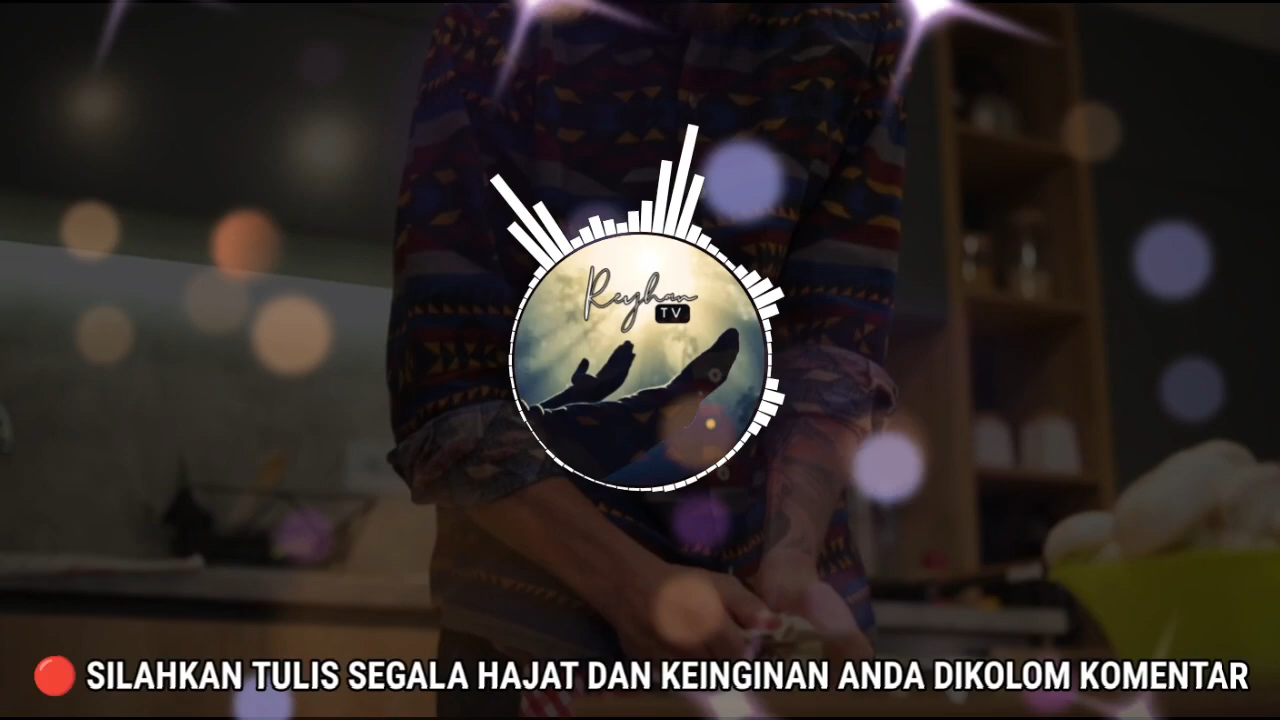 Reyhan
TV
SILAHKAN TULIS SEGALA HAJAT DAN KEINGINAN ANDA DIKOLOM KOMENTAR